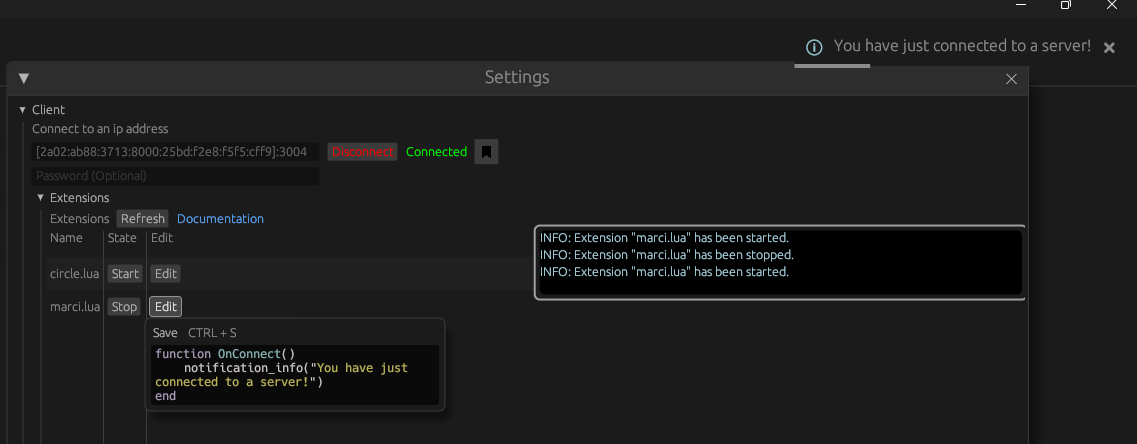 You have just connected to a server!
Settings
Client
Connect to an ip address
[2a02:ab88:3713:8000:25bd:f2e8:f5f5:cff9]:3004 Disconnect Connected
Password (Optional)
Extensions
Extensions Refresh Documentation
Name State Edit
circle.lua Start Edit
marci.lua Stop Edit
INFO: Extension "marci.lua" has been started.
INFO: Extension "marci.lua" has been stopped.
INFO: Extension "marci.lua" has been started.
Save CTRL + S
function OnConnect()
    notification_info("You have just
connected to a server!")
end